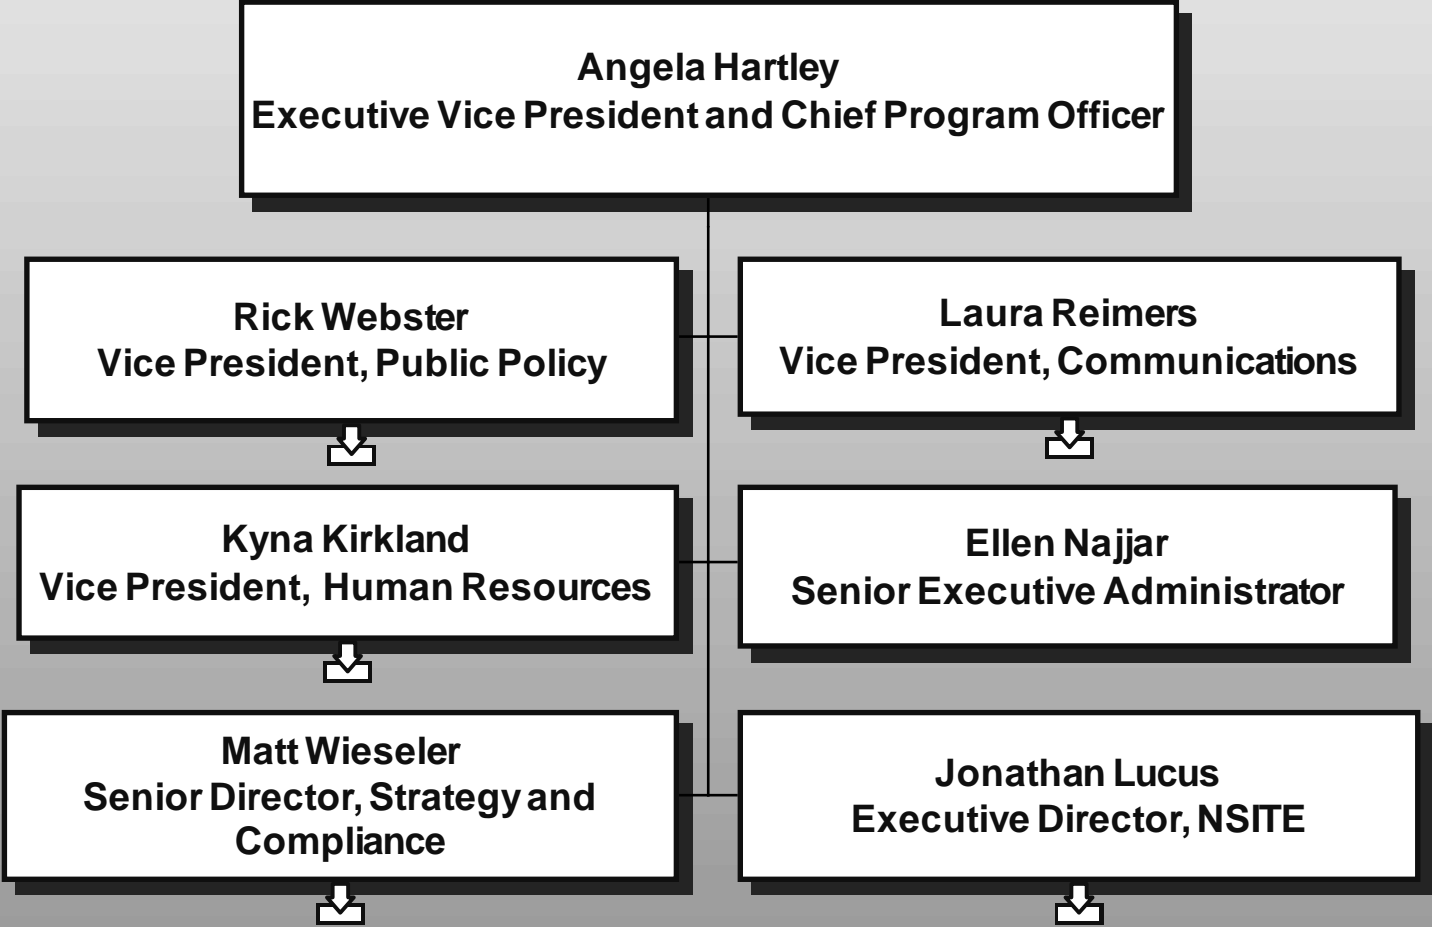 Angela Hartley
Executive Vice President and Chief Program Officer
Rick Webster
Vice President, Public Policy
Laura Reimers
Vice President, Communications
Kyna Kirkland
Vice President, Human Resources
Ellen Najjar
Senior Executive Administrator
Matt Wieseler
Senior Director, Strategy and
Compliance
Jonathan Lucus
Executive Director, NSITE